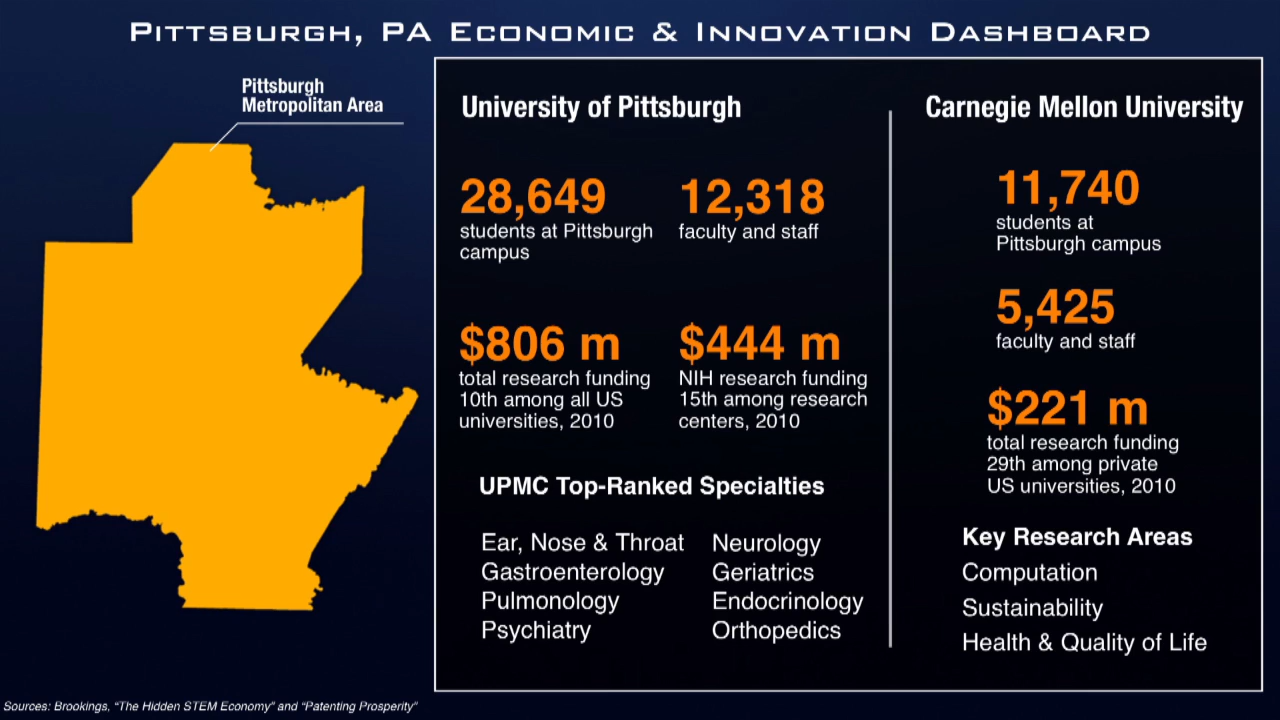 Pittsburgh, PA Economic & Innovation Dashboard
Pittsburgh
Metropolitan Area
University of Pittsburgh
28,649
students at Pittsburgh
campus
12,318
faculty and staff
$806 m
total research funding
10th among all US
universities, 2010
$444 m
NIH research funding
15th among research
centers, 2010
UPMC Top-Ranked Specialties
Ear, Nose & Throat
Gastroenterology
Pulmonology
Psychiatry
Neurology
Geriatrics
Endocrinology
Orthopedics
Carnegie Mellon University
11,740
students at
Pittsburgh campus
5,425
faculty and staff
$221 m
total research funding
29th among private
US universities, 2010
Key Research Areas
Computation
Sustainability
Health & Quality of Life
Sources: Brookings, “The Hidden STEM Economy” and “Patenting Prosperity”